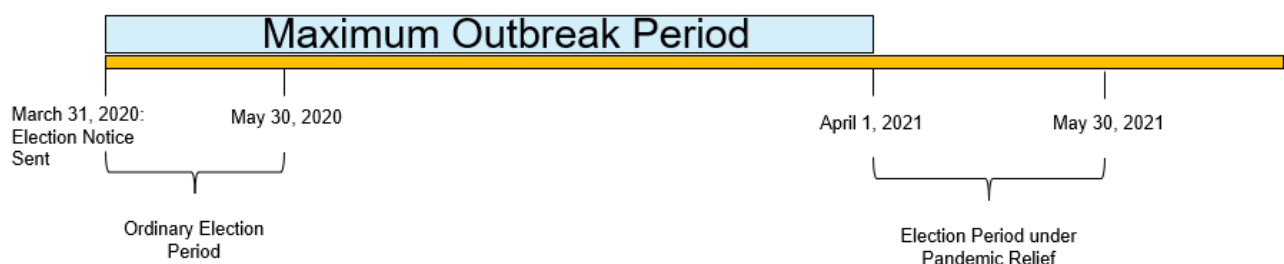 Maximum Outbreak Period
March 31, 2020:
Election Notice
Sent
May 30, 2020
April 1, 2021
May 30, 2021
Ordinary Election
Period
Election Period under
Pandemic Relief